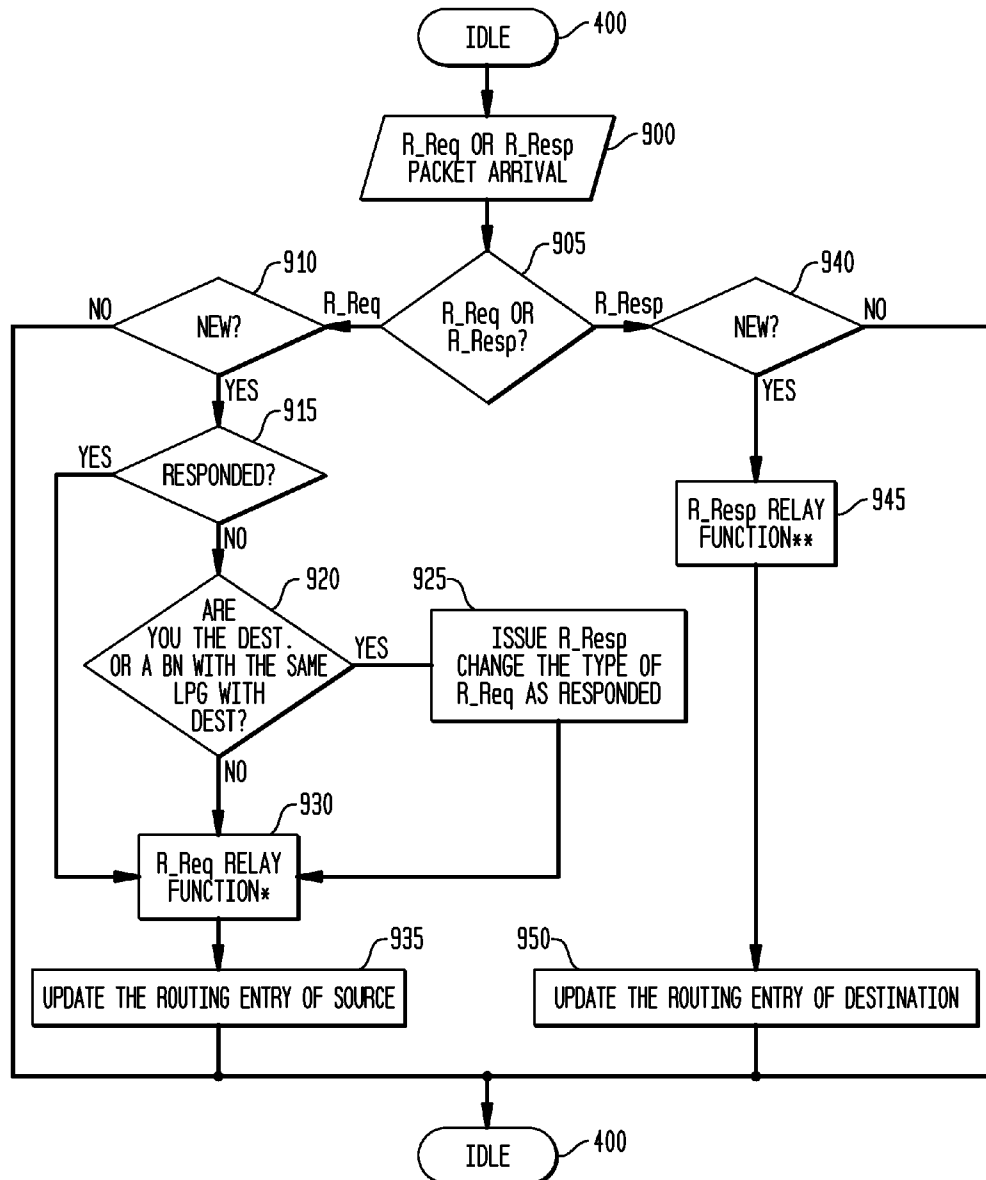 IDLE
400
R_Req OR R_Resp
PACKET ARRIVAL
900
905
R_Req OR
R_Resp?
R_Req
R_Resp
910
NEW?
NO
YES
940
NEW?
NO
YES
915
RESPONDED?
YES
NO
945
R_Resp RELAY
FUNCTION**
920
ARE
YOU THE DEST.
OR A BN WITH THE SAME
LPG WITH
DEST?
YES
NO
925
ISSUE R_Resp
CHANGE THE TYPE OF
R_Req AS RESPONDED
930
R_Req RELAY
FUNCTION*
935
UPDATE THE ROUTING ENTRY OF SOURCE
950
UPDATE THE ROUTING ENTRY OF DESTINATION
IDLE
400